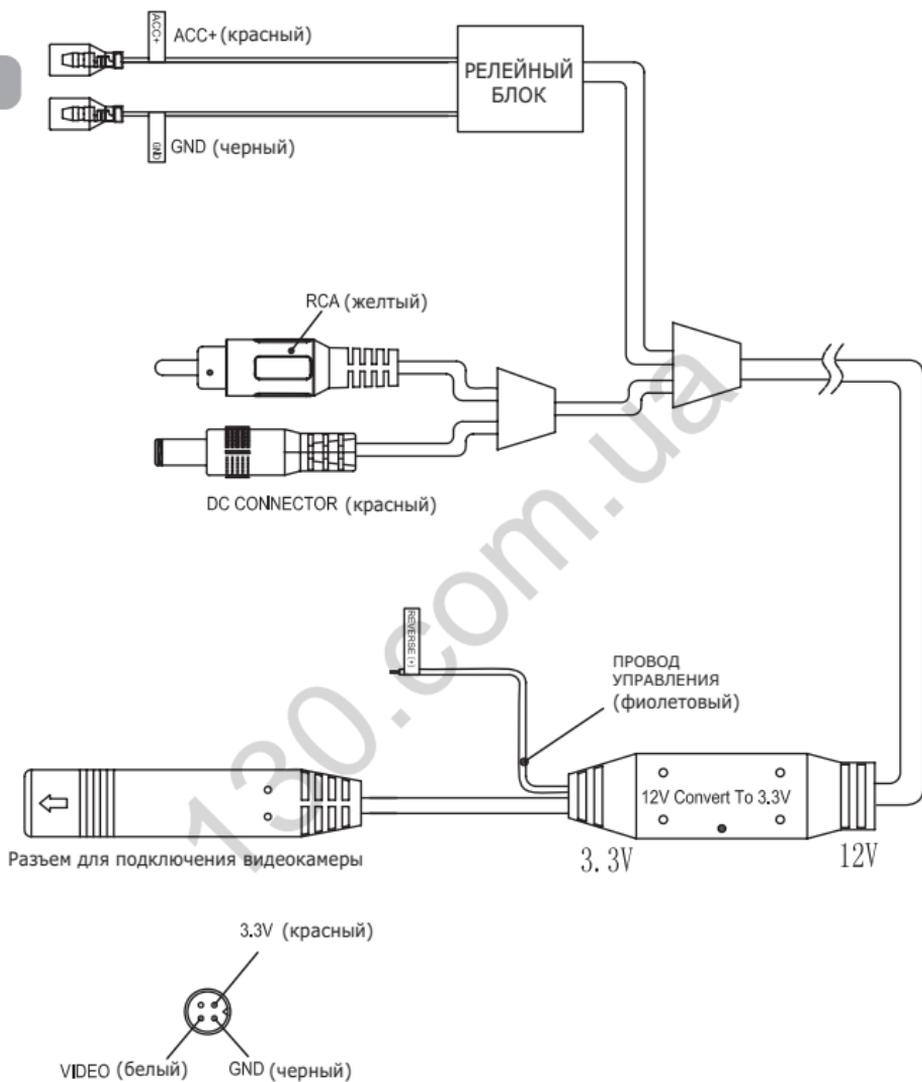 ACC+
ACC+ (красный)
РЕЛЕЙНЫЙ
БЛОК
GND
GND (черный)
RCA (желтый)
DC CONNECTOR (красный)
130.com.ua
REVERSE (+)
ПРОВОД
УПРАВЛЕНИЯ
(фиолетовый)
12V Convert To 3.3V
3.3V
12V
Разъем для подключения видеокамеры
3.3V (красный)
VIDEO (белый)
GND (черный)